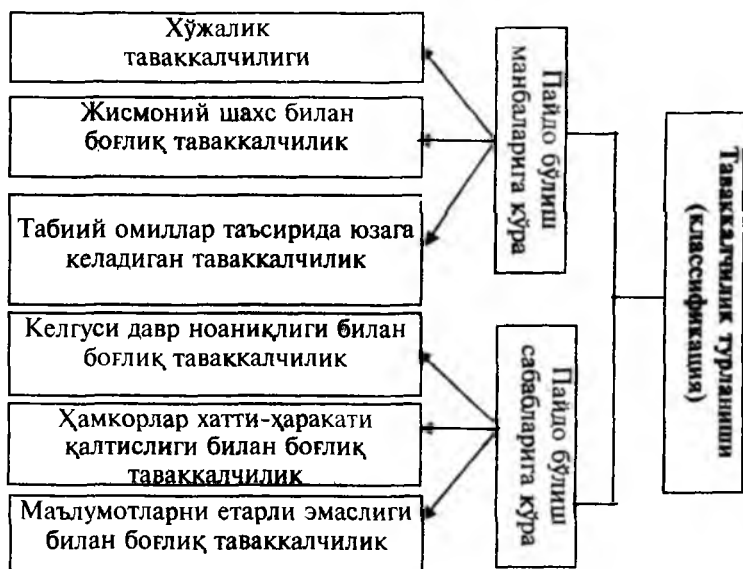 Хўжалик
таваккалчилиги
Жисмоний шахс билан
боғлиқ таваккалчилик
Табиий омиллар таъсирида юзага
келадиган таваккалчилик
Келгуси давр ноаниқлиги билан
боғлиқ таваккалчилик
Ҳамкорлар хатти-ҳаракати
қалтислиги билан боғлиқ
таваккалчилик
Маълумотларни етарли эмаслиги
билан боғлиқ таваккалчилик
Пайдо бўлиш
манбаларига кўра
Пайдо бўлиш
сабабларига кўра
Таваккалчилик турланиши
(классификация)